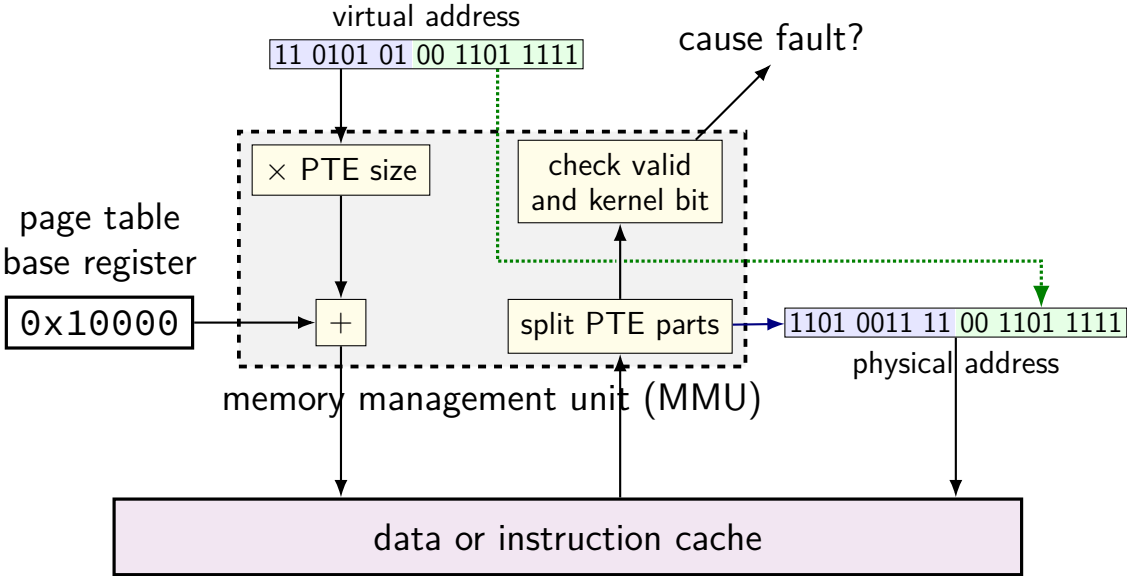 virtual address
11 0101 01 00 1101 1111
cause fault?
× PTE size
check valid
and kernel bit
page table
base register
0x10000
+
split PTE parts
1101 0011 11 00 1101 1111
physical address
memory management unit (MMU)
data or instruction cache